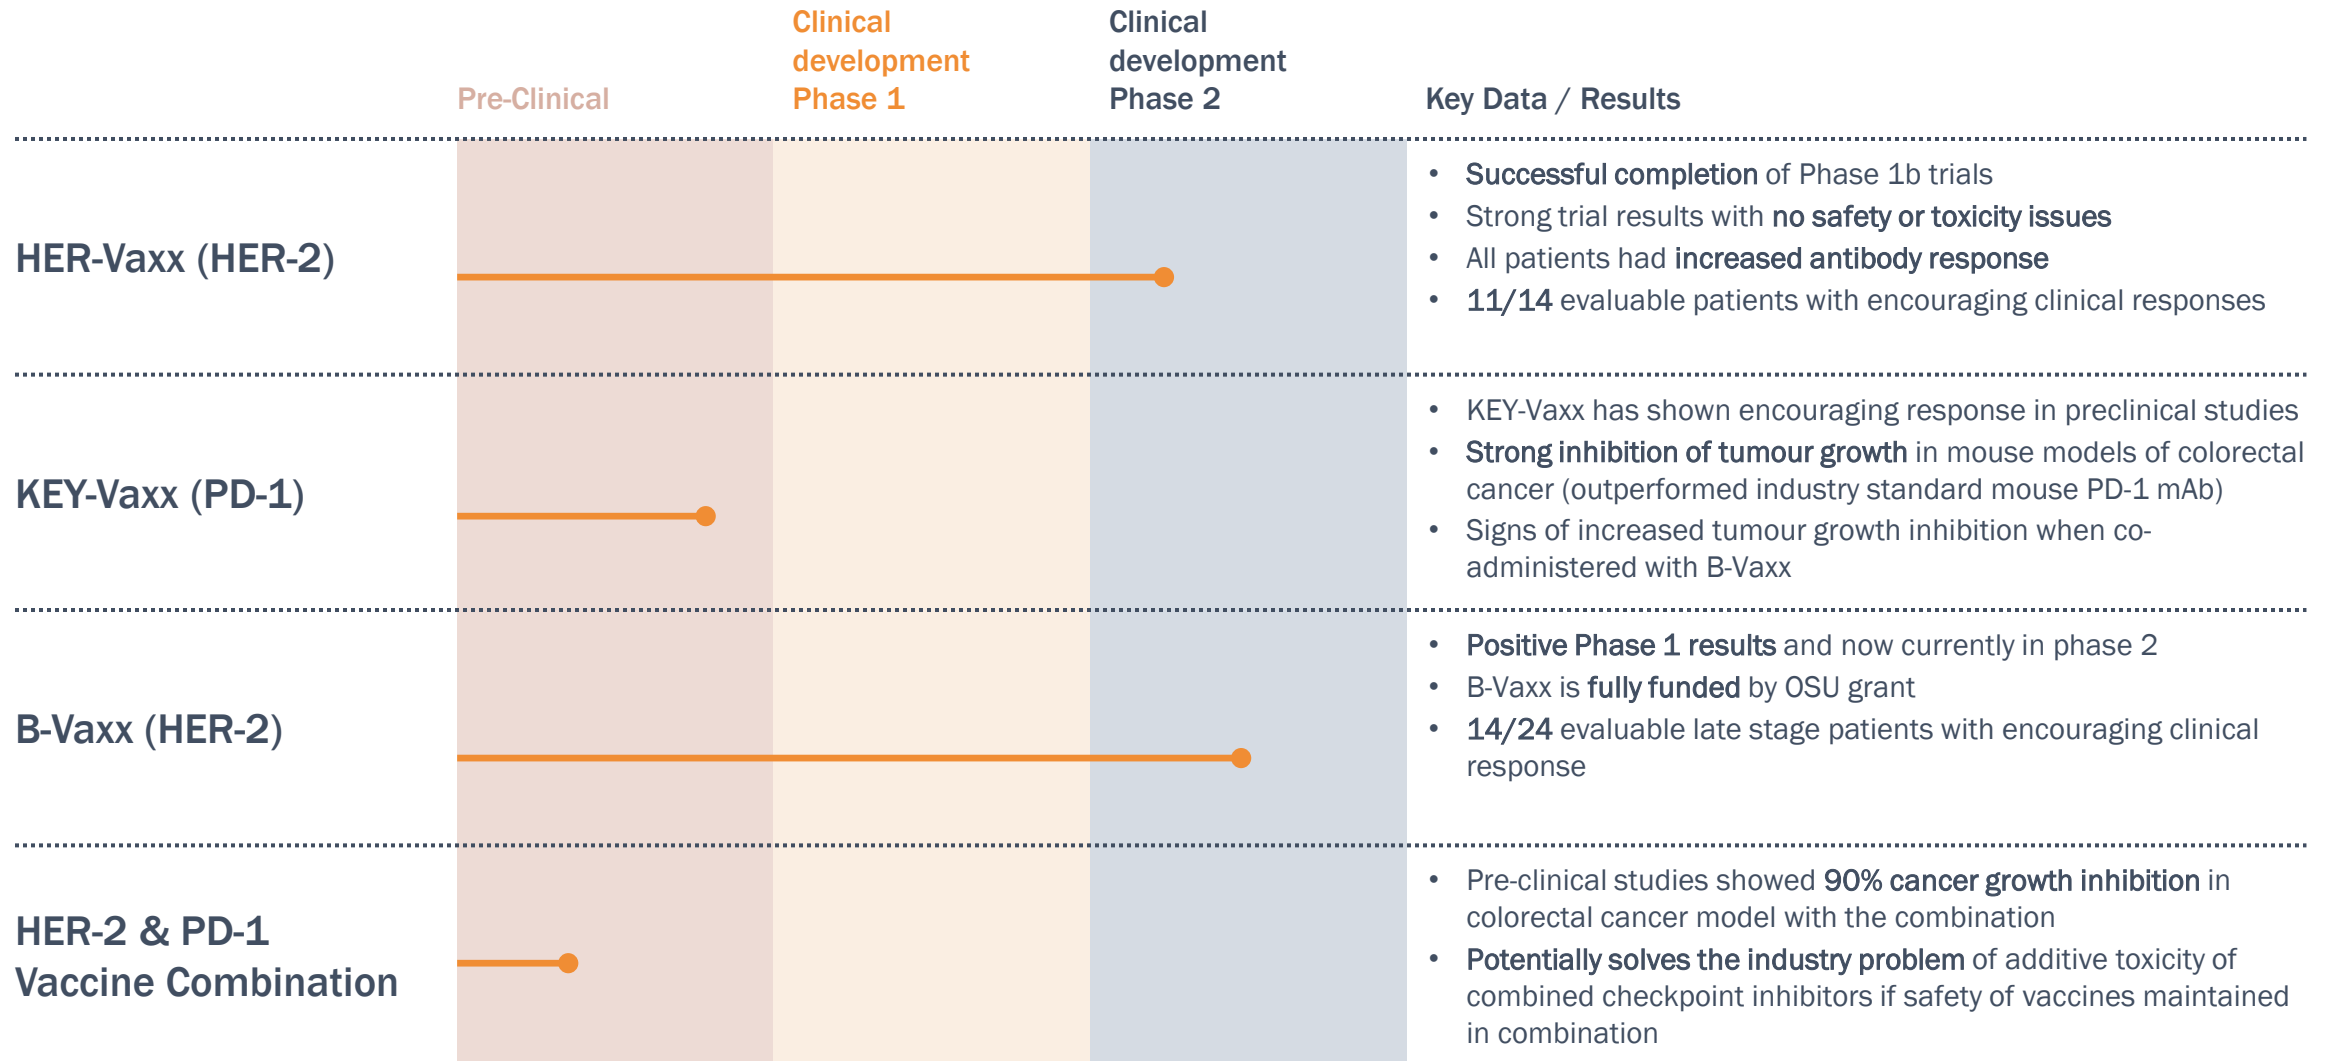 Clinical
development
Phase 1
Clinical
development
Phase 2
Pre-Clinical
Key Data / Results
HER-Vaxx (HER-2)
• Successful completion of Phase 1b trials
• Strong trial results with no safety or toxicity issues
• All patients had increased antibody response
• 11/14 evaluable patients with encouraging clinical responses
KEY-Vaxx (PD-1)
• KEY-Vaxx has shown encouraging response in preclinical studies
• Strong inhibition of tumour growth in mouse models of colorectal
cancer (outperformed industry standard mouse PD-1 mAb)
• Signs of increased tumour growth inhibition when co-
administered with B-Vaxx
B-Vaxx (HER-2)
• Positive Phase 1 results and now currently in phase 2
• B-Vaxx is fully funded by OSU grant
• 14/24 evaluable late stage patients with encouraging clinical
response
HER-2 & PD-1
Vaccine Combination
• Pre-clinical studies showed 90% cancer growth inhibition in
colorectal cancer model with the combination
• Potentially solves the industry problem of additive toxicity of
combined checkpoint inhibitors if safety of vaccines maintained
in combination